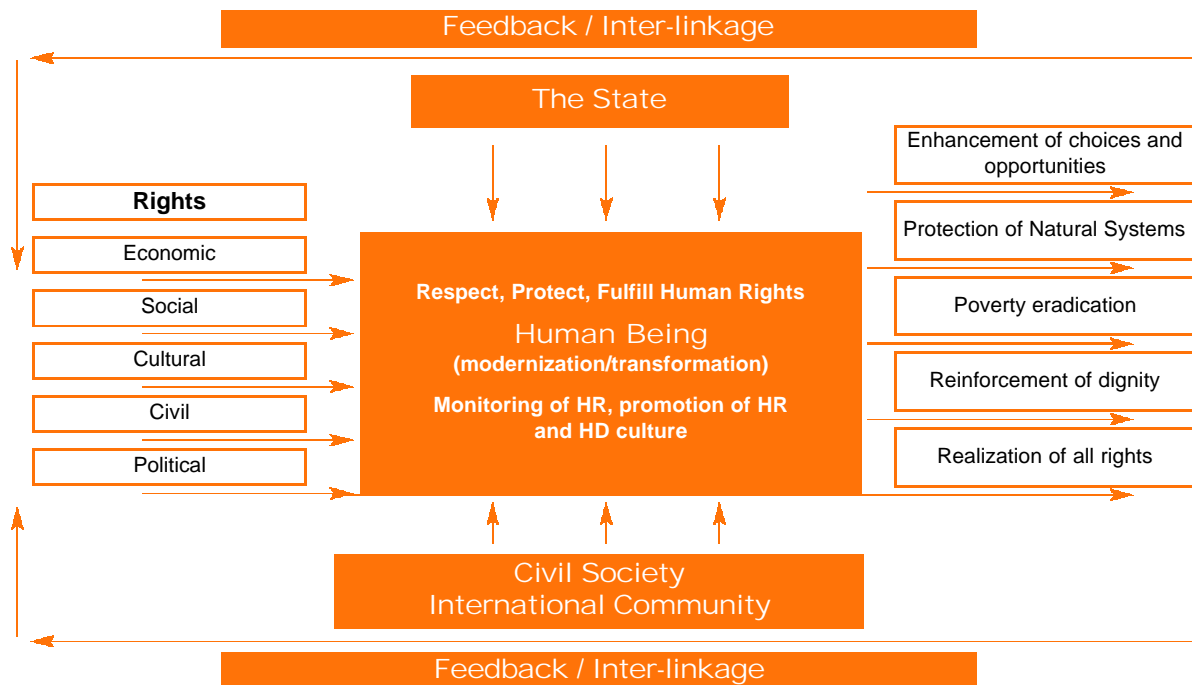 Feedback / Inter-linkage
The State
Rights
Economic
Social
Cultural
Civil
Political
Respect, Protect, Fulfill Human Rights
Human Being
(modernization/transformation)
Monitoring of HR, promotion of HR
and HD culture
Enhancement of choices and
opportunities
Protection of Natural Systems
Poverty eradication
Reinforcement of dignity
Realization of all rights
Civil Society
International Community
Feedback / Inter-linkage